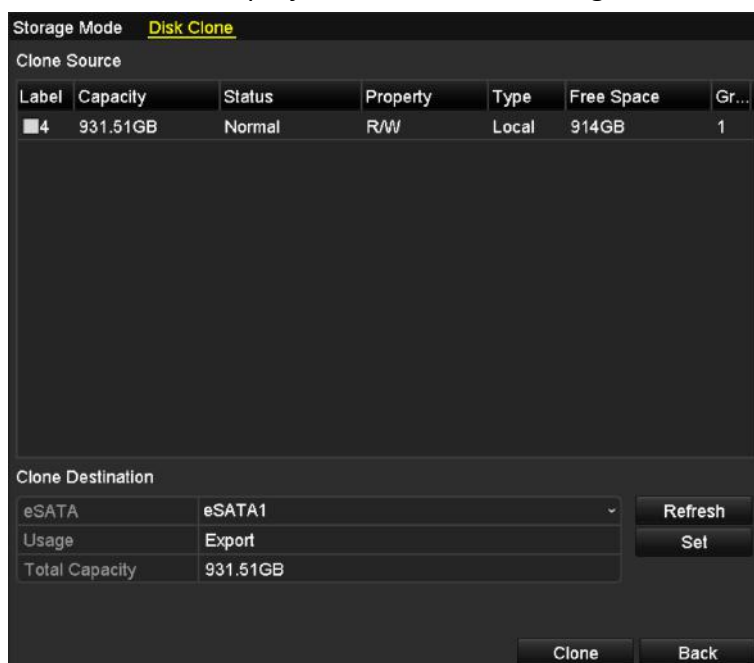 Storage Mode Disk Clone
Clone Source
Label Capacity Status Property Type Free Space Gr...
4 931.51GB Normal R/W Local 914GB 1
Clone Destination
eSATA eSATA1 Refresh
Usage Export Set
Total Capacity 931.51GB
Clone Back